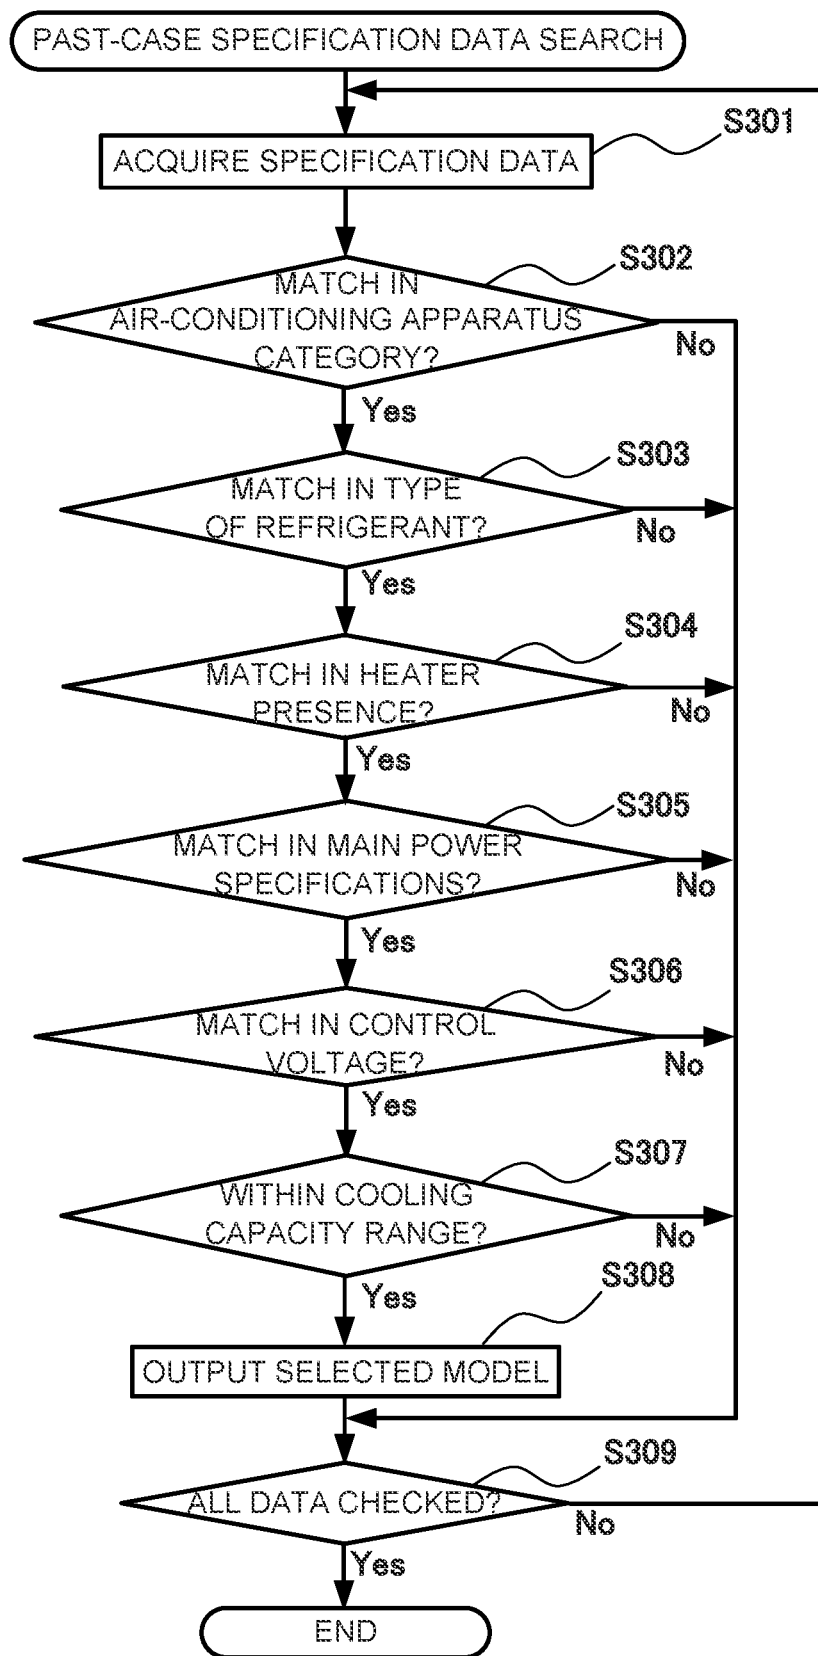 PAST-CASE SPECIFICATION DATA SEARCH
S301
ACQUIRE SPECIFICATION DATA
S302
MATCH IN
AIR-CONDITIONING APPARATUS
CATEGORY?
No
Yes
S303
MATCH IN TYPE
OF REFRIGERANT?
No
Yes
S304
MATCH IN HEATER
PRESENCE?
No
Yes
S305
MATCH IN MAIN POWER
SPECIFICATIONS?
No
Yes
S306
MATCH IN CONTROL
VOLTAGE?
No
Yes
S307
WITHIN COOLING
CAPACITY RANGE?
No
Yes
S308
OUTPUT SELECTED MODEL
S309
ALL DATA CHECKED?
No
Yes
END